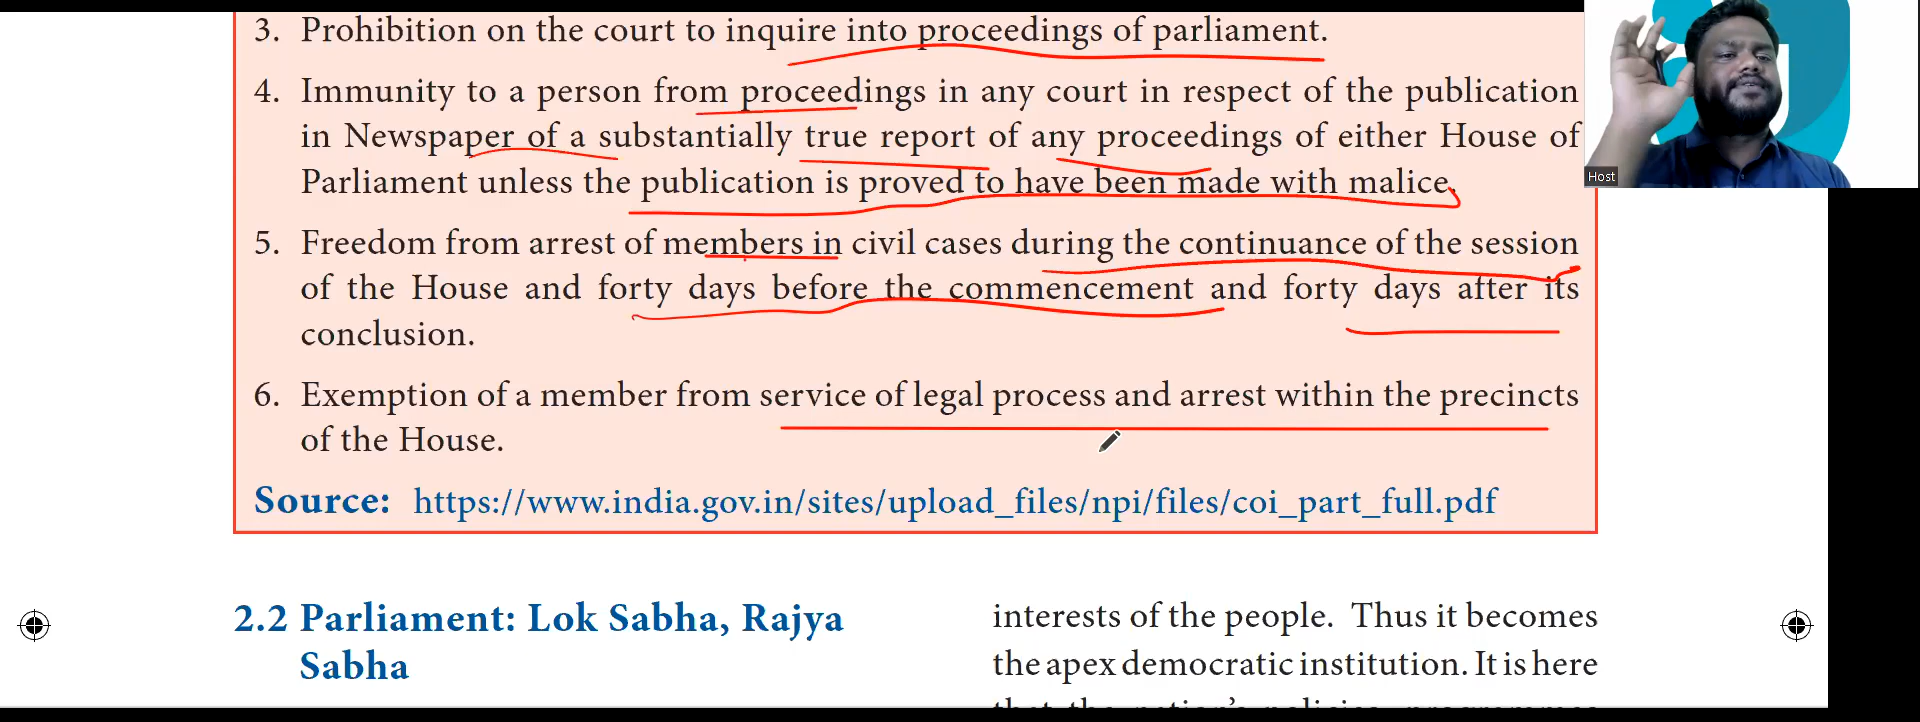 3. Prohibition on the court to inquire into proceedings of parliament.
4. Immunity to a person from proceedings in any court in respect of the publication
in Newspaper of a substantially true report of any proceedings of either House of
Parliament unless the publication is proved to have been made with malice.
Host
5. Freedom from arrest of members in civil cases during the continuance of the session
of the House and forty days before the commencement and forty days after its
conclusion.
6. Exemption of a member from service of legal process and arrest within the precincts
of the House.
Source: https://www.india.gov.in/sites/upload_files/npi/files/coi_part_full.pdf
2.2 Parliament: Lok Sabha, Rajya
Sabha
interests of the people. Thus it becomes
the apex democratic institution. It is here